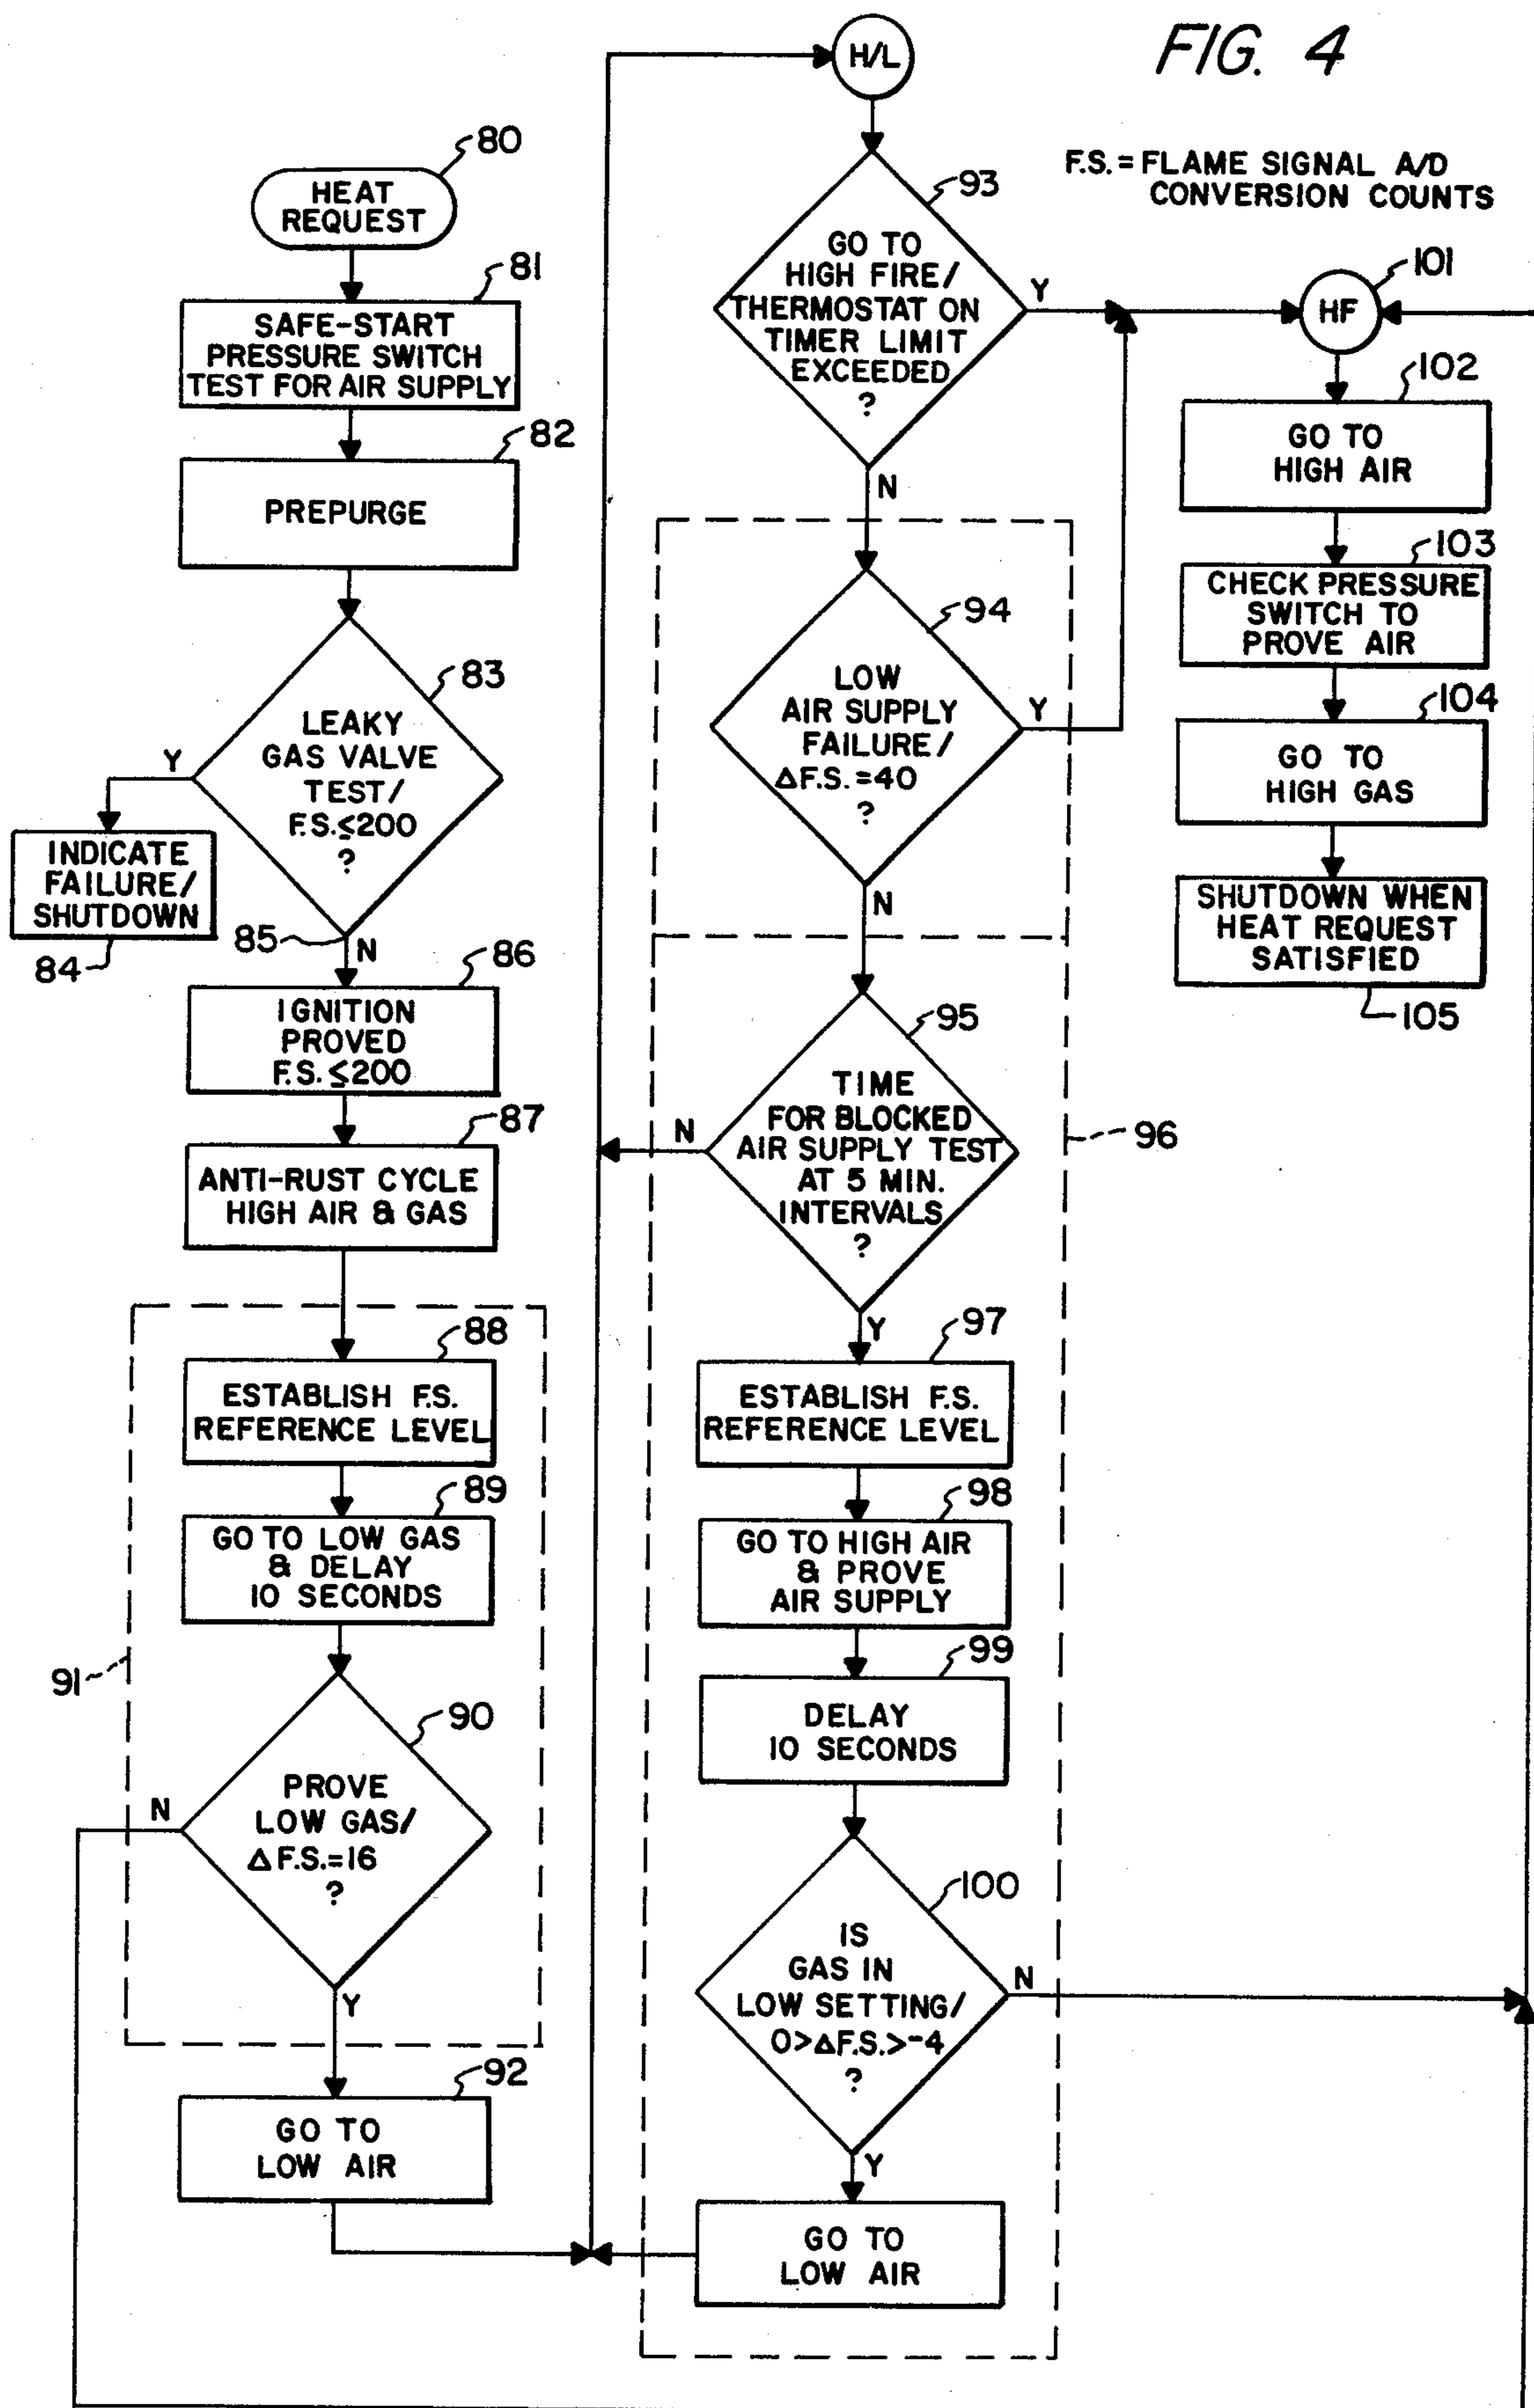 FIG. 4
F.S. = FLAME SIGNAL A/D
CONVERSION COUNTS
80
HEAT
REQUEST
81
SAFE-START
PRESSURE SWITCH
TEST FOR AIR SUPPLY
82
PREPURGE
83
LEAKY
GAS VALVE
TEST/
F.S.≤200
?
Y
INDICATE
FAILURE/
SHUTDOWN
84
85
N
86
IGNITION
PROVED
F.S.≤200
87
ANTI-RUST CYCLE
HIGH AIR & GAS
88
ESTABLISH F.S.
REFERENCE LEVEL
89
GO TO LOW GAS
& DELAY
10 SECONDS
91
90
PROVE
LOW GAS/
Δ F.S.=16
?
N
Y
92
GO TO
LOW AIR
H/L
93
GO TO
HIGH FIRE/
THERMOSTAT ON
TIMER LIMIT
EXCEEDED
?
Y
N
94
LOW
AIR SUPPLY
FAILURE/
ΔF.S.=40
?
Y
N
95
TIME
FOR BLOCKED
AIR SUPPLY TEST
AT 5 MIN.
INTERVALS
?
N
96
Y
97
ESTABLISH F.S.
REFERENCE LEVEL
98
GO TO HIGH AIR
& PROVE
AIR SUPPLY
99
DELAY
10 SECONDS
100
IS
GAS IN
LOW SETTING/
0>ΔF.S.>-4
?
N
Y
GO TO
LOW AIR
101
HF
102
GO TO
HIGH AIR
103
CHECK PRESSURE
SWITCH TO
PROVE AIR
104
GO TO
HIGH GAS
SHUTDOWN WHEN
HEAT REQUEST
SATISFIED
105